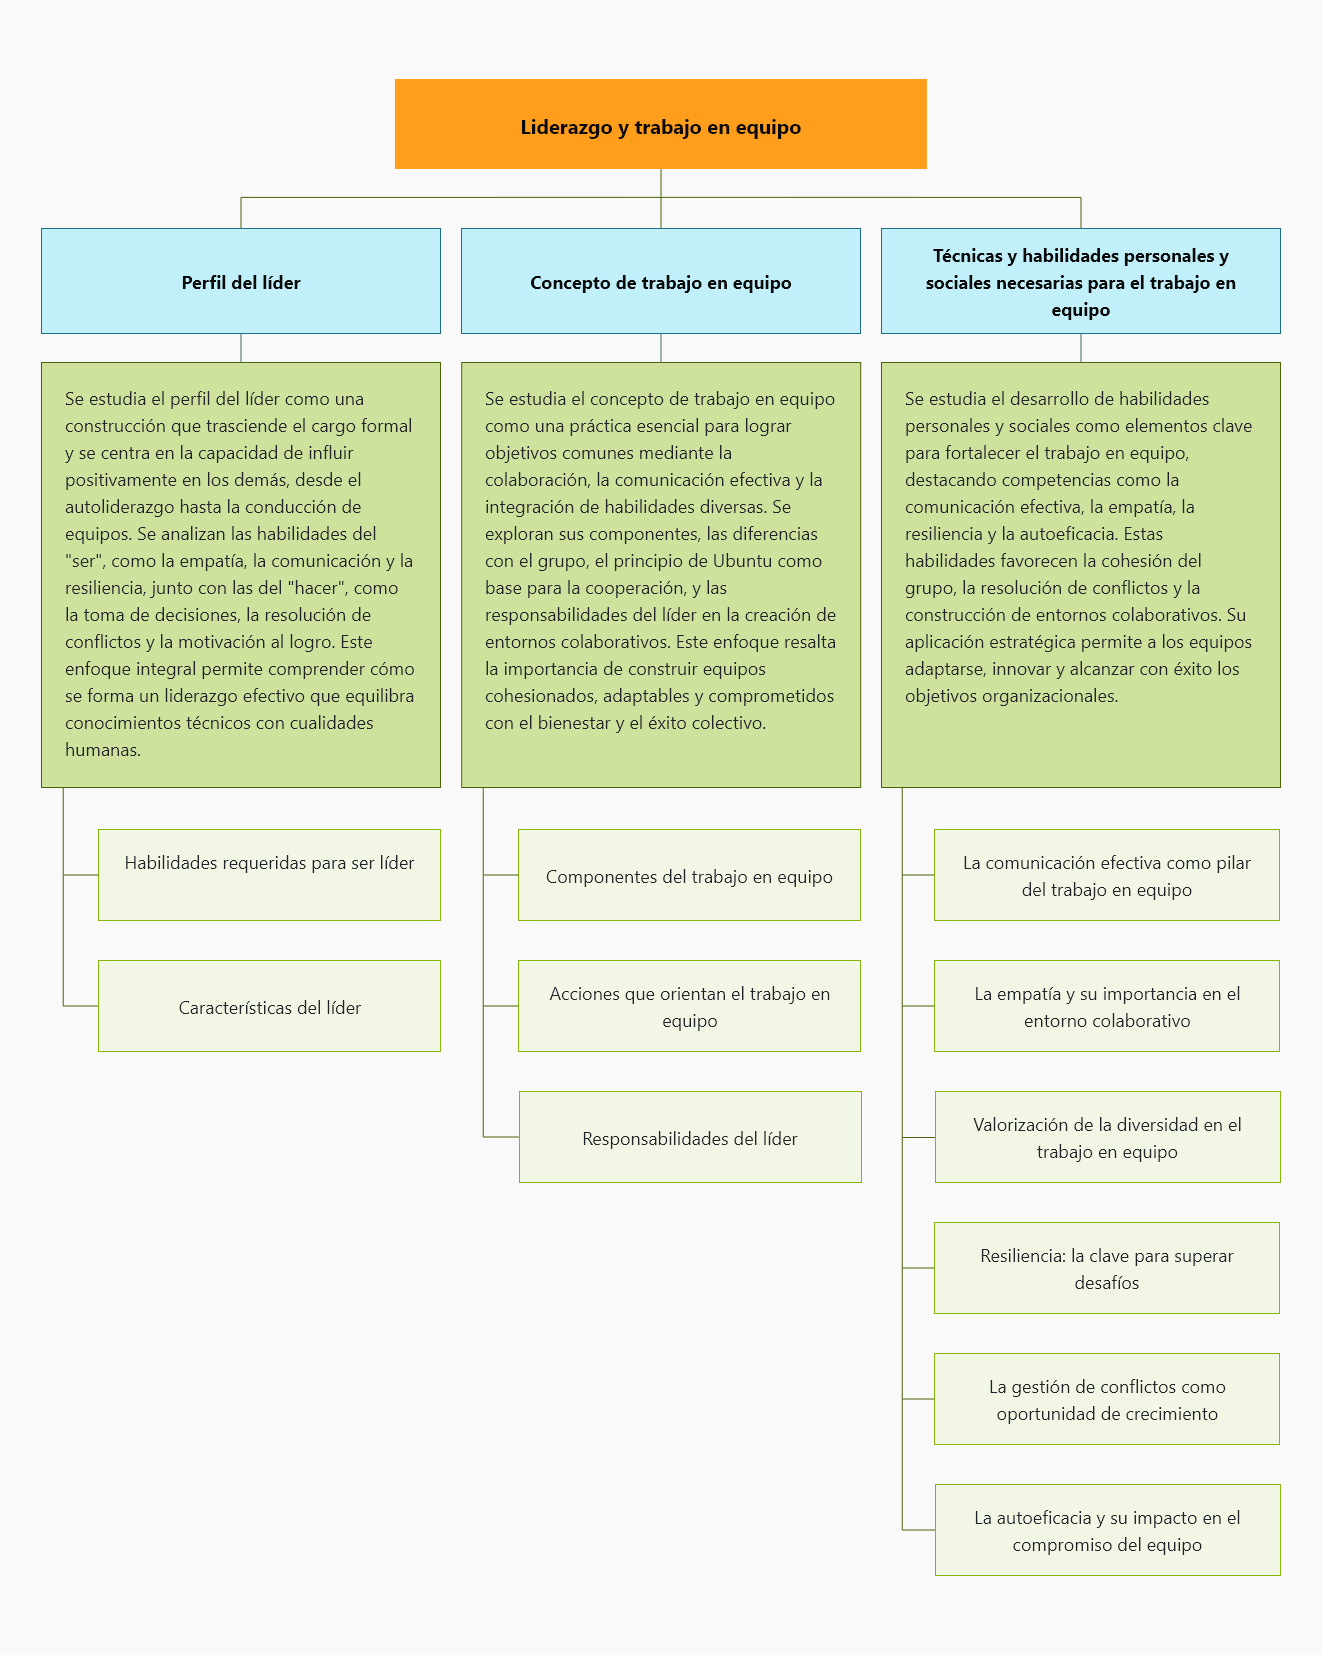 Liderazgo y trabajo en equipo
Perfil del líder
Se estudia el perfil del líder como una
construcción que trasciende el cargo formal
y se centra en la capacidad de influir
positivamente en los demás, desde el
autoliderazgo hasta la conducción de
equipos. Se analizan las habilidades del
"ser", como la empatía, la comunicación y la
resiliencia, junto con las del "hacer", como
la toma de decisiones, la resolución de
conflictos y la motivación al logro. Este
enfoque integral permite comprender cómo
se forma un liderazgo efectivo que equilibra
conocimientos técnicos con cualidades
humanas.
Habilidades requeridas para ser líder
Características del líder
Concepto de trabajo en equipo
Se estudia el concepto de trabajo en equipo
como una práctica esencial para lograr
objetivos comunes mediante la
colaboración, la comunicación efectiva y la
integración de habilidades diversas. Se
exploran sus componentes, las diferencias
con el grupo, el principio de Ubuntu como
base para la cooperación, y las
responsabilidades del líder en la creación de
entornos colaborativos. Este enfoque resalta
la importancia de construir equipos
cohesionados, adaptables y comprometidos
con el bienestar y el éxito colectivo.
Componentes del trabajo en equipo
Acciones que orientan el trabajo en
equipo
Responsabilidades del líder
Técnicas y habilidades personales y
sociales necesarias para el trabajo en
equipo
Se estudia el desarrollo de habilidades
personales y sociales como elementos clave
para fortalecer el trabajo en equipo,
destacando competencias como la
comunicación efectiva, la empatía, la
resiliencia y la autoeficacia. Estas
habilidades favorecen la cohesión del
grupo, la resolución de conflictos y la
construcción de entornos colaborativos. Su
aplicación estratégica permite a los equipos
adaptarse, innovar y alcanzar con éxito los
objetivos organizacionales.
La comunicación efectiva como pilar
del trabajo en equipo
La empatía y su importancia en el
entorno colaborativo
Valorización de la diversidad en el
trabajo en equipo
Resiliencia: la clave para superar
desafíos
La gestión de conflictos como
oportunidad de crecimiento
La autoeficacia y su impacto en el
compromiso del equipo